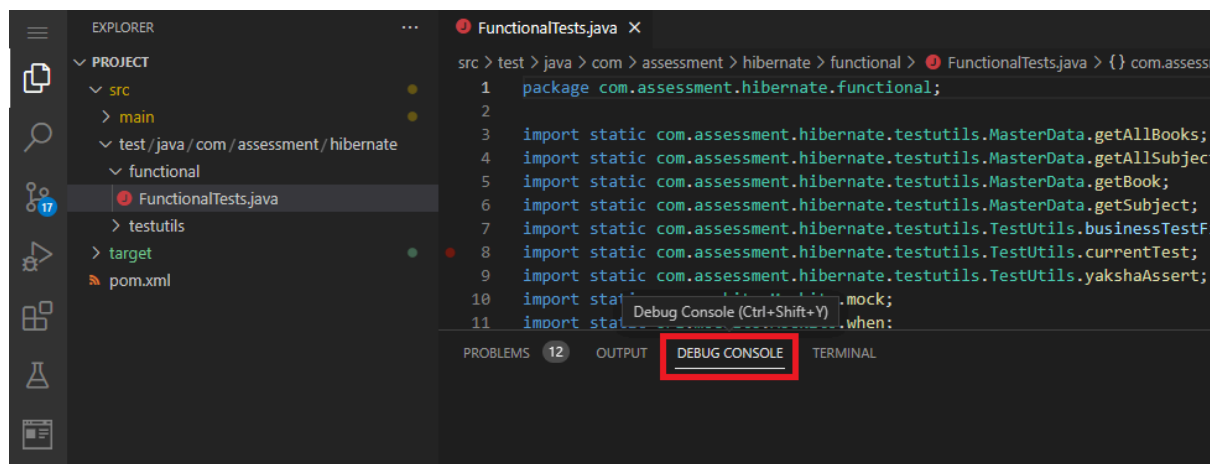 EXPLORER
PROJECT
src
main
test/java/com/assessment/hibernate
functional
FunctionalTests.java
testutils
target
pom.xml
17
FunctionalTests.java
src > test > java > com > assessment > hibernate > functional > FunctionalTests.java > {} com.assess
1 package com.assessment.hibernate.functional;
2
3 import static com.assessment.hibernate.testutils.MasterData.getAllBooks;
4 import static com.assessment.hibernate.testutils.MasterData.getAllSubjec
5 import static com.assessment.hibernate.testutils.MasterData.getBook;
6 import static com.assessment.hibernate.testutils.MasterData.getSubject;
7 import static com.assessment.hibernate.testutils.TestUtils.businessTestF
8 import static com.assessment.hibernate.testutils.TestUtils.currentTest;
9 import static com.assessment.hibernate.testutils.TestUtils.yakshaAssert;
10 import stat .mock;
11 import stat .when;
Debug Console (Ctrl+Shift+Y)
PROBLEMS 12 OUTPUT DEBUG CONSOLE TERMINAL